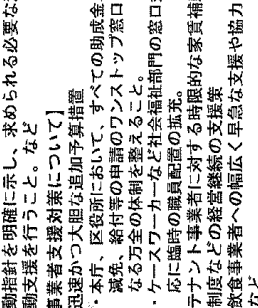 動指針を明確に示し、求められる必要な
動支援を行うこと。など
事業者支援対策について】
迅速かつ大胆な追加予算措置
・本庁、区役所において、すべての助成金
減免、給付等の申請のワンストップ窓口
なる万全の体制を整えること。
・ケースワーカーなど社会福祉部門の窓口
応に臨時の職員配置の拡充。
テナント事業者に対する時限的な家賃補
制度などの経営継続の支援策
飲食事業者への幅広く早急な支援や協力
など